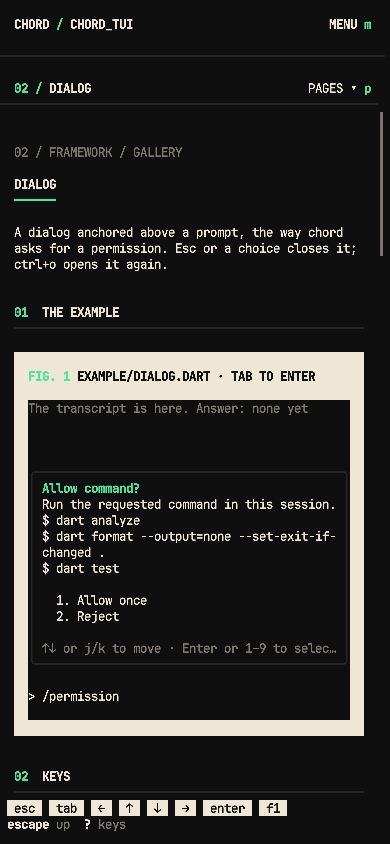 CHORD / CHORD_TUI
MENU m
02 / DIALOG
PAGES ▾ p
02 / FRAMEWORK / GALLERY
DIALOG
A dialog anchored above a prompt, the way chord
asks for a permission. Esc or a choice closes it;
ctrl+o opens it again.
01 THE EXAMPLE
FIG. 1 EXAMPLE/DIALOG.DART · TAB TO ENTER
The transcript is here. Answer: none yet
Allow command?
Run the requested command in this session.
$ dart analyze
$ dart format --output=none --set-exit-if-
changed .
$ dart test
1. Allow once
2. Reject
↑↓ or j/k to move · Enter or 1-9 to selec…
> /permission
02 KEYS
esc tab ← ↑ ↓ → enter f1
escape up ? keys